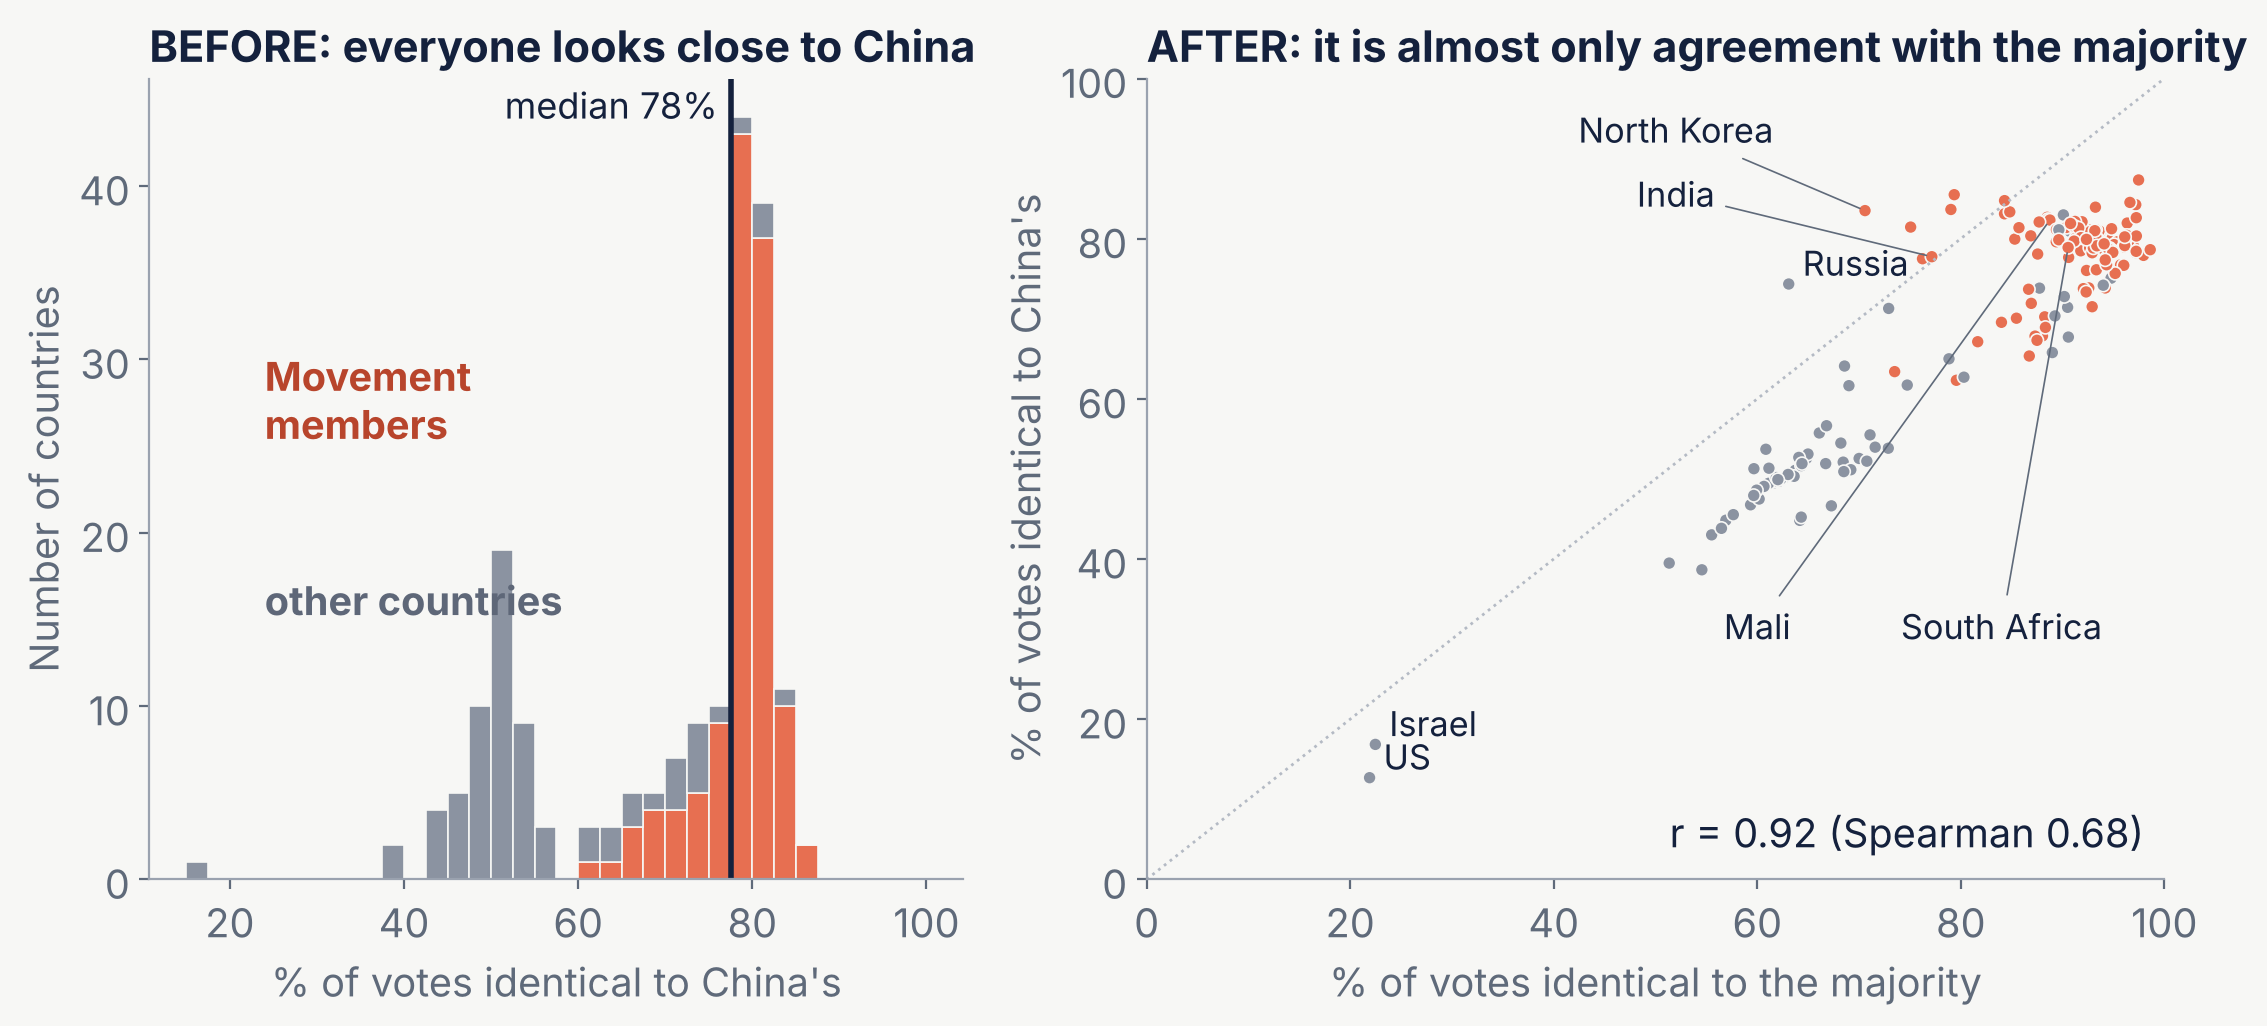 BEFORE: everyone looks close to China
median 78%
Movement
members
other countries
Number of countries
0
10
20
30
40
20
40
60
80
100
% of votes identical to China's
AFTER: it is almost only agreement with the majority
North Korea
India
Russia
Mali
South Africa
Israel
US
r = 0.92 (Spearman 0.68)
% of votes identical to China's
0
20
40
60
80
100
0
20
40
60
80
100
% of votes identical to the majority